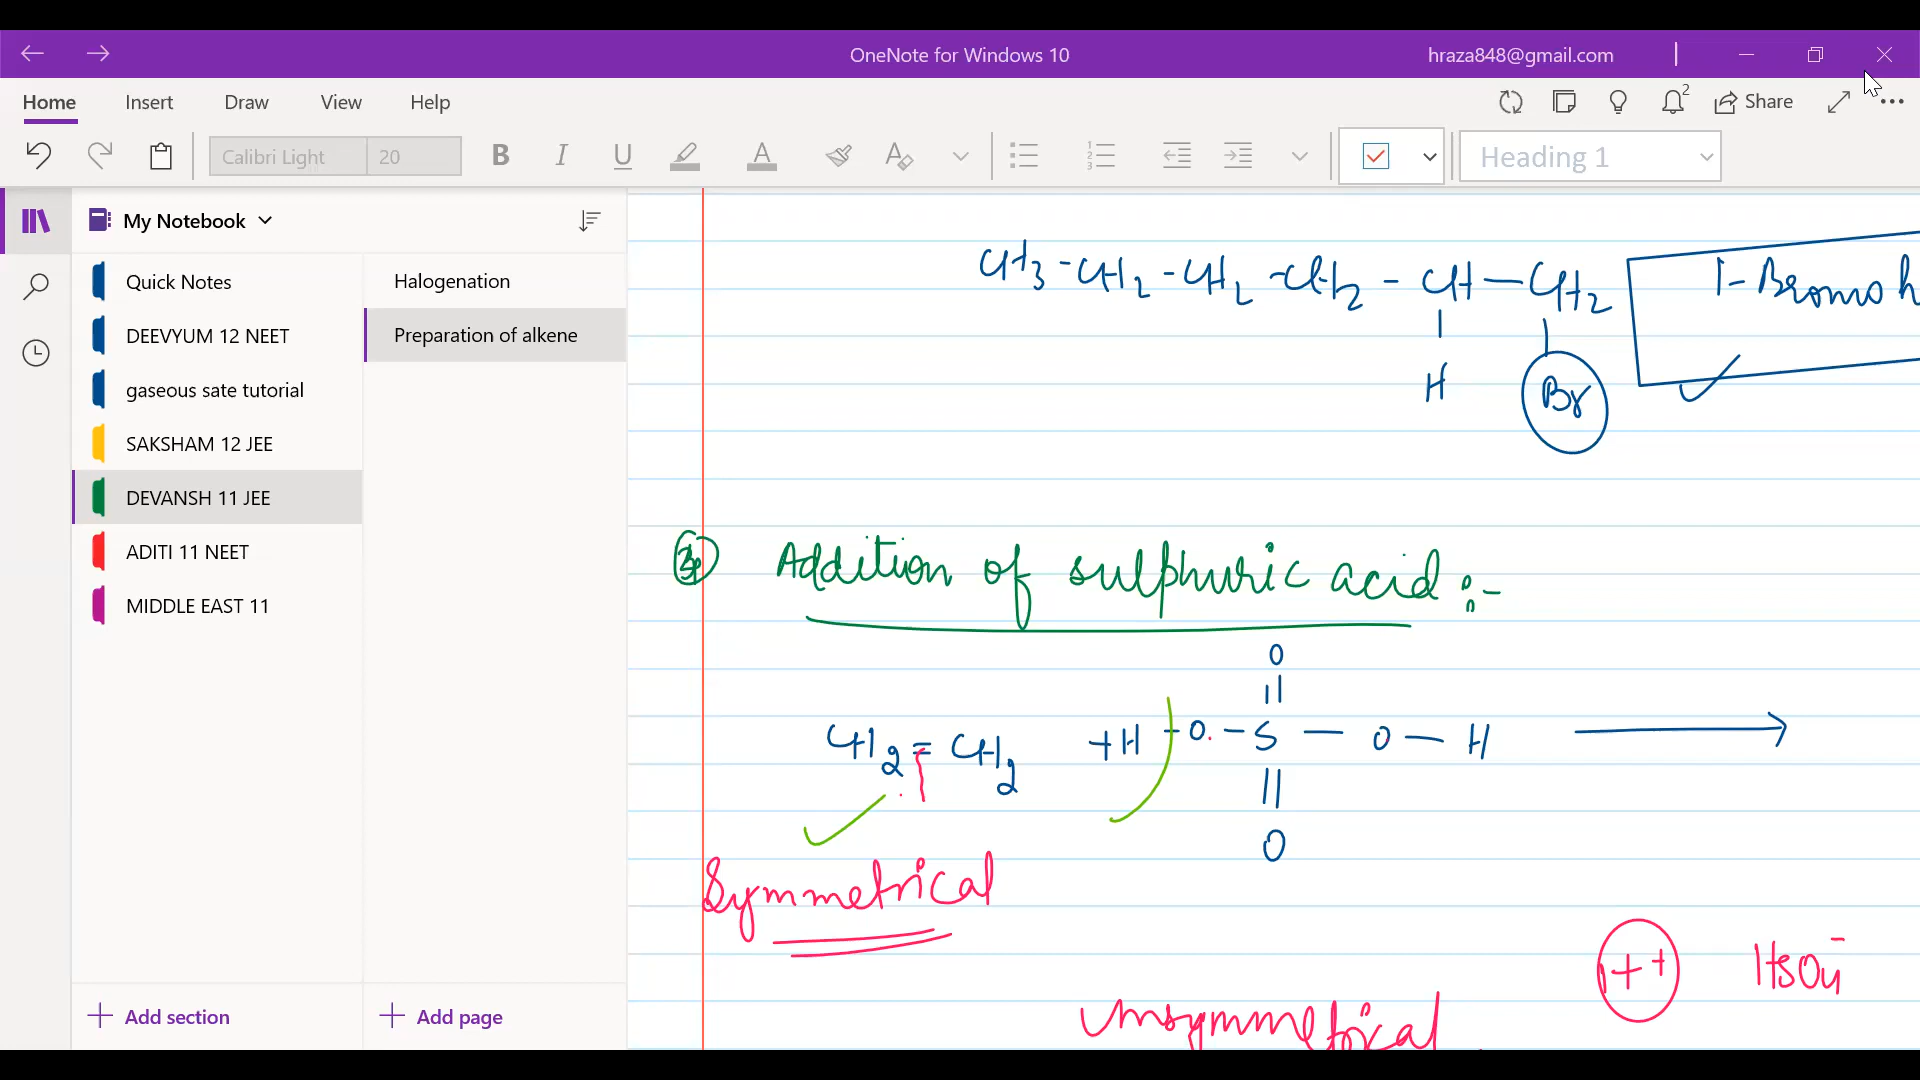 OneNote for Windows 10
hraza848@gmail.com
Home Insert Draw View Help
2
Share
Calibri Light 20
B I U A A
Heading 1
My Notebook
Quick Notes
DEEVYUM 12 NEET
gaseous sate tutorial
SAKSHAM 12 JEE
DEVANSH 11 JEE
ADITI 11 NEET
MIDDLE EAST 11
Add section
Halogenation
Preparation of alkene
Add page
CH3 - CH2 - CH2 - CH2 - CH — CH2
H
Br
1-Bromo h
Addition of sulphuric acid :-
O
CH2 = CH2 + H - O - S — O — H
O
Symmetrical
H+ HSO4-
Unsymmetrical